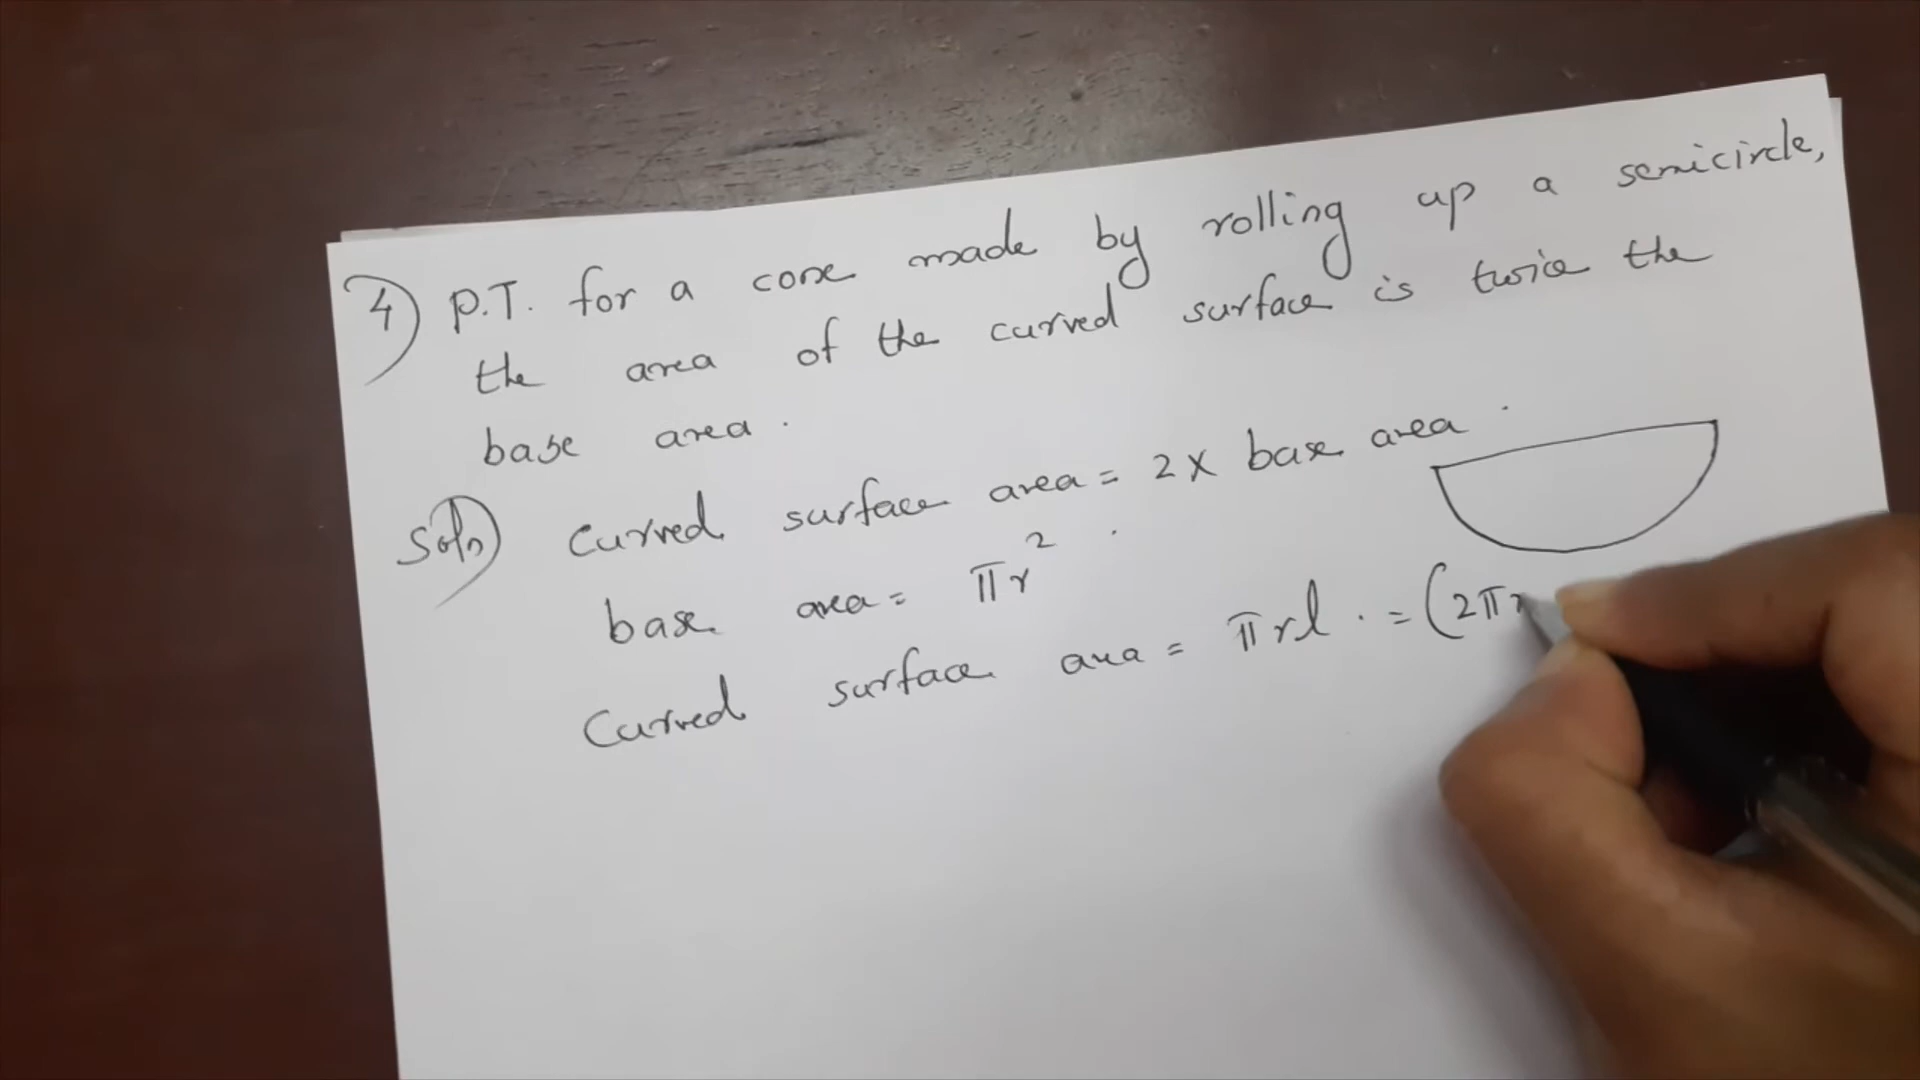 4) P.T. for a cone made by rolling up a semicircle,
the area of the curved surface is twice the
base area.
Soln) Curved surface area = 2 x base area.
base area = πr².
Curved surface area = πrl. = (2πr